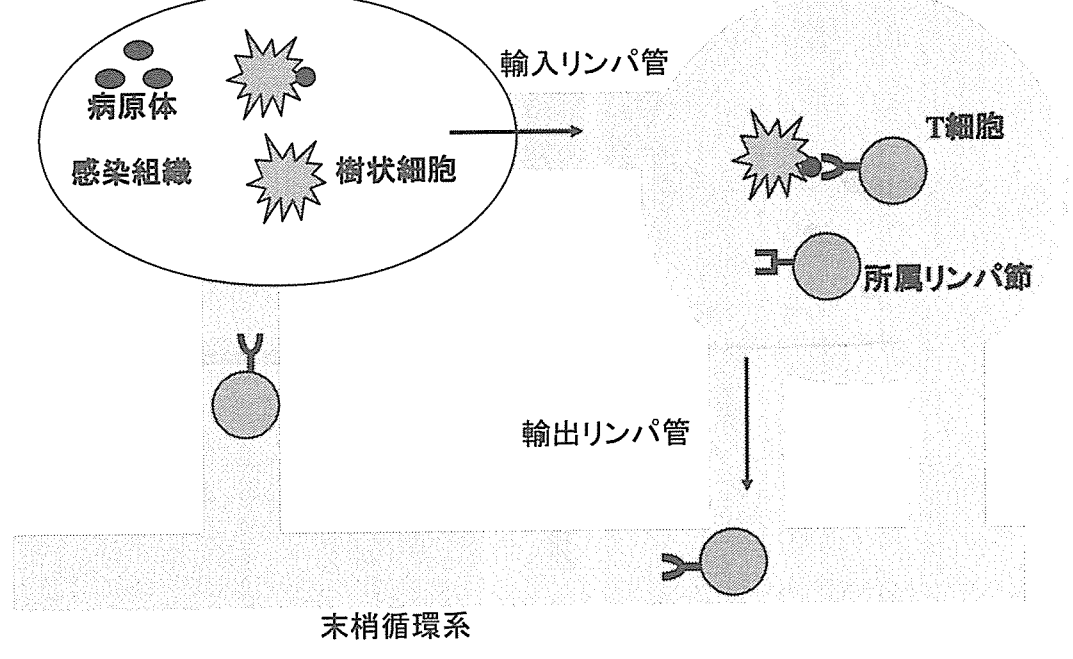 輸入リンパ管
病原体
T細胞
感染組織
樹状細胞
所属リンパ節
輸出リンパ管
末梢循環系